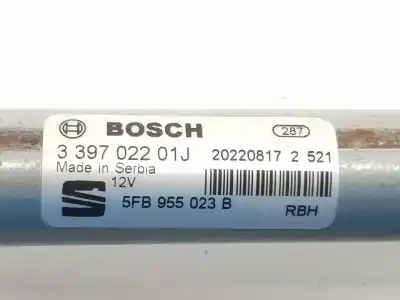 BOSCH 287
3 397 022 01J 20220817 2 521
Made in Serbia
12V
5FB 955 023 B RBH